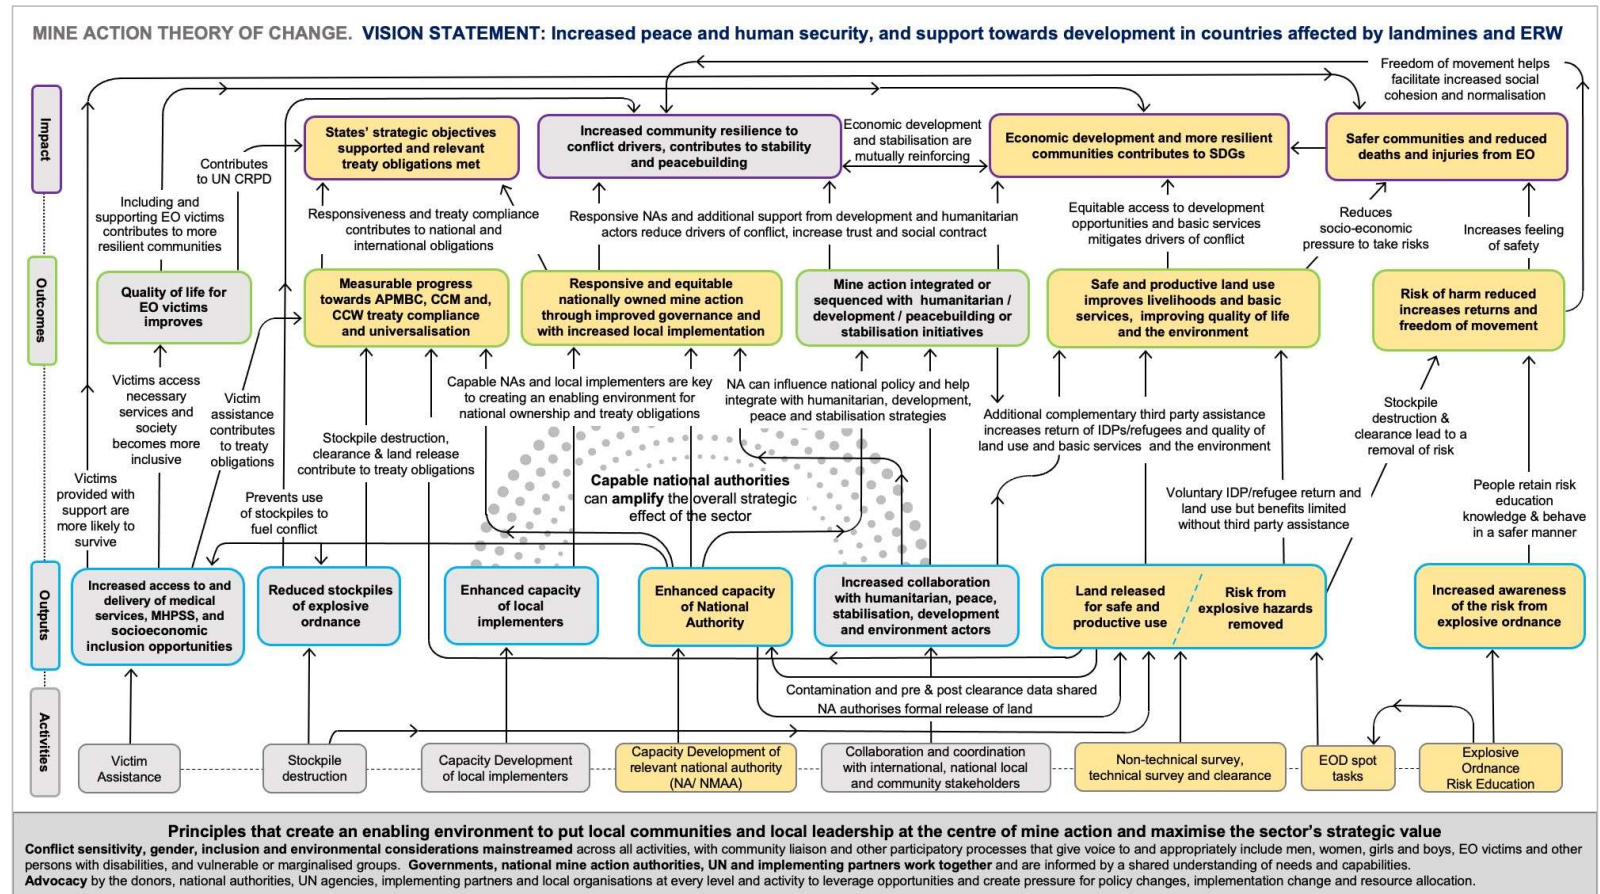 MINE ACTION THEORY OF CHANGE. VISION STATEMENT: Increased peace and human security, and support towards development in countries affected by landmines and ERW
Freedom of movement helps
facilitate increased social
cohesion and normalisation
Impact
States' strategic objectives
supported and relevant
treaty obligations met
Increased community resilience to
conflict drivers, contributes to stability
and peacebuilding
Economic development
and stabilisation are
mutually reinforcing
Economic development and more resilient
communities contributes to SDGs
Safer communities and reduced
deaths and injuries from EO
Contributes
to UN CRPD
Including and
supporting EO victims
contributes to more
resilient communities
Responsiveness and treaty compliance
contributes to national and
international obligations
Responsive NAs and additional support from development and humanitarian
actors reduce drivers of conflict, increase trust and social contract
Equitable access to development
opportunities and basic services
mitigates drivers of conflict
Reduces
socio-economic
pressure to take risks
Increases feeling
of safety
Outcomes
Quality of life for
EO victims
improves
Measurable progress
towards APMBC, CCM and,
CCW treaty compliance
and universalisation
Responsive and equitable
nationally owned mine action
through improved governance and
with increased local implementation
Mine action integrated or
sequenced with humanitarian /
development / peacebuilding or
stabilisation initiatives
Safe and productive land use
improves livelihoods and basic
services, improving quality of life
and the environment
Risk of harm reduced
increases returns and
freedom of movement
Victims access
necessary
services and
society
becomes more
inclusive
Victim
assistance
contributes
to treaty
obligations
Capable NAs and local implementers are key
to creating an enabling environment for
national ownership and treaty obligations
NA can influence national policy and help
integrate with humanitarian, development,
peace and stabilisation strategies
Additional complementary third party assistance
increases return of IDPs/refugees and quality of
land use and basic services and the environment
Stockpile
destruction &
clearance lead to a
removal of risk
Stockpile destruction,
clearance & land release
contribute to treaty obligations
Victims
provided with
support are
more likely to
survive
Prevents use
of stockpiles to
fuel conflict
Capable national authorities
can amplify the overall strategic
effect of the sector
Voluntary IDP/refugee return and
land use but benefits limited
without third party assistance
People retain risk
education
knowledge & behave
in a safer manner
Outputs
Increased access to and
delivery of medical
services, MHPSS, and
socioeconomic
inclusion opportunities
Reduced stockpiles
of explosive
ordnance
Enhanced capacity
of local
implementers
Enhanced capacity
of National
Authority
Increased collaboration
with humanitarian, peace,
stabilisation, development
and environment actors
Land released
for safe and
productive use
Risk from
explosive hazards
removed
Increased awareness
of the risk from
explosive ordnance
Contamination and pre & post clearance data shared
NA authorises formal release of land
Activities
Victim
Assistance
Stockpile
destruction
Capacity Development
of local implementers
Capacity Development of
relevant national authority
(NA/ NMAA)
Collaboration and coordination
with international, national local
and community stakeholders
Non-technical survey,
technical survey and clearance
EOD spot
tasks
Explosive
Ordnance
Risk Education
Principles that create an enabling environment to put local communities and local leadership at the centre of mine action and maximise the sector's strategic value
Conflict sensitivity, gender, inclusion and environmental considerations mainstreamed across all activities, with community liaison and other participatory processes that give voice to and appropriately include men, women, girls and boys, EO victims and other
persons with disabilities, and vulnerable or marginalised groups. Governments, national mine action authorities, UN and implementing partners work together and are informed by a shared understanding of needs and capabilities.
Advocacy by the donors, national authorities, UN agencies, implementing partners and local organisations at every level and activity to leverage opportunities and create pressure for policy changes, implementation change and resource allocation.